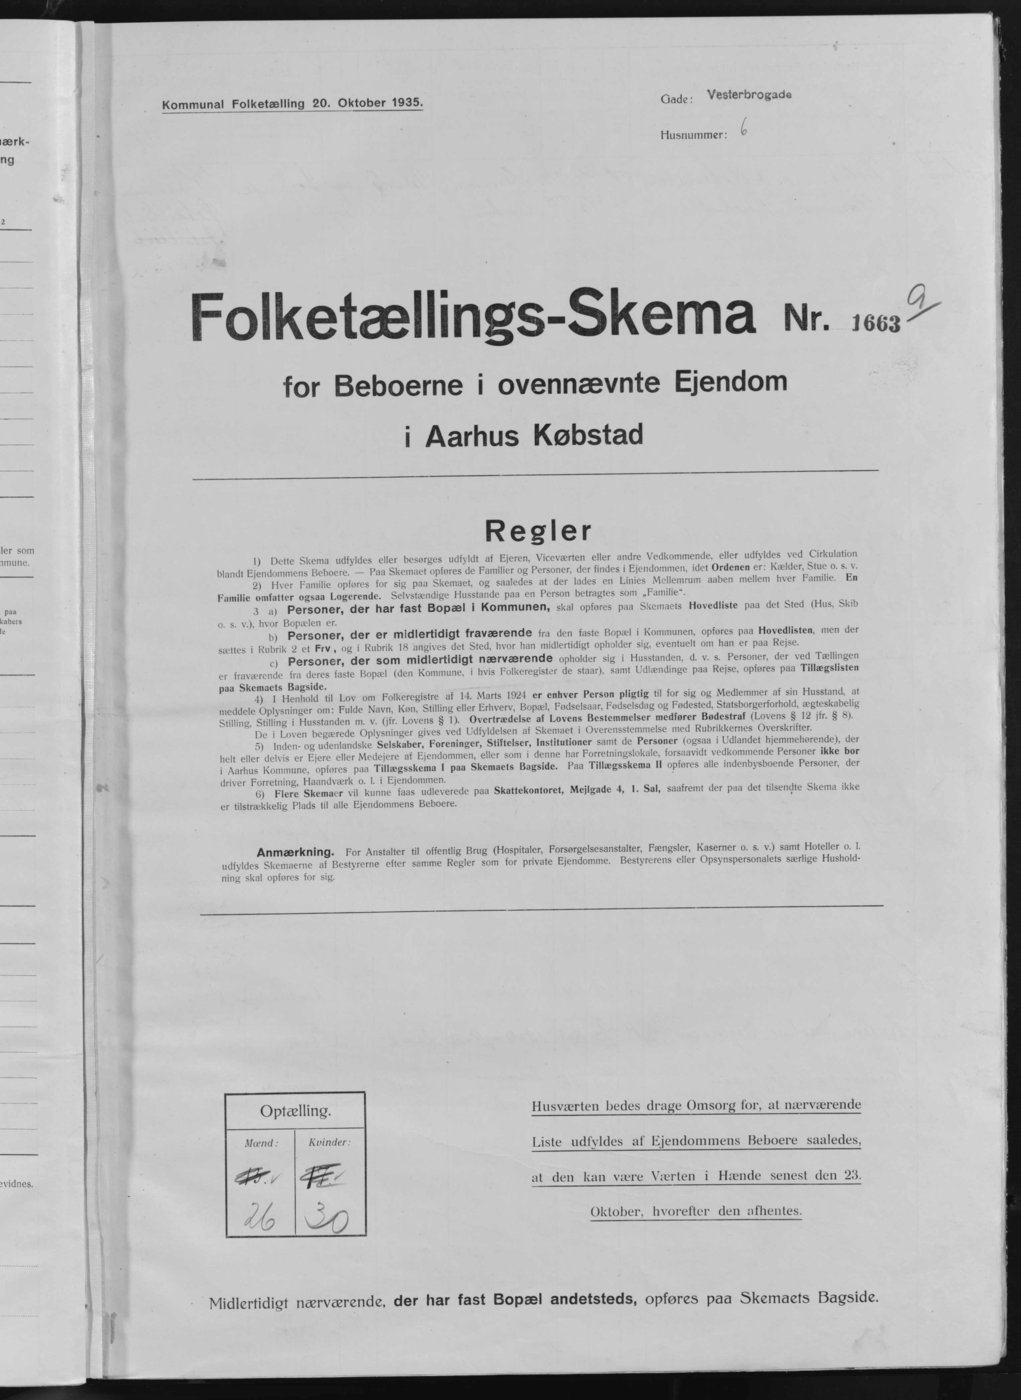 Kommunal Folketælling 20. Oktober 1935.
Gade: Vesterbrogade
Husnummer: 6
Folketællings-Skema Nr. 1663 a
for Beboerne i ovennævnte Ejendom
i Aarhus Købstad
Regler
1) Dette Skema udfyldes eller besørges udfyldt af Ejeren, Viceværten eller andre Vedkommende, eller udfyldes ved Cirkulation
blandt Ejendommens Beboere. — Paa Skemaet opføres de Familier og Personer, der findes i Ejendommen, idet Ordenen er: Kælder, Stue o. s. v.
2) Hver Familie opføres for sig paa Skemaet, og saaledes at der lades en Linies Mellemrum aaben mellem hver Familie. En
Familie omfatter ogsaa Logerende. Selvstændige Husstande paa en Person betragtes som „Familie“.
3 a) Personer, der har fast Bopæl i Kommunen, skal opføres paa Skemaets Hovedliste paa det Sted (Hus, Skib
o. s. v.), hvor Bopælen er.
b) Personer, der er midlertidigt fraværende fra den faste Bopæl i Kommunen, opføres paa Hovedlisten, men der
sættes i Rubrik 2 et Frv., og i Rubrik 18 angives det Sted, hvor han midlertidigt opholder sig, eventuelt om han er paa Rejse.
c) Personer, der som midlertidigt nærværende opholder sig i Husstanden, d. v. s. Personer, der ved Tællingen
er fraværende fra deres faste Bopæl (den Kommune, i hvis Folkeregister de staar), samt Udlændinge paa Rejse, opføres paa Tillægslisten
paa Skemaets Bagside.
4) I Henhold til Lov om Folkeregistre af 14. Marts 1924 er enhver Person pligtig til for sig og Medlemmer af sin Husstand, at
meddele Oplysninger om: Fulde Navn, Køn, Stilling eller Erhverv, Bopæl, Fødselsaar, Fødselsdag og Fødested, Statsborgerforhold, ægteskabelig
Stilling, Stilling i Husstanden m. v. (jfr. Lovens § 1). Overtrædelse af Lovens Bestemmelser medfører Bødestraf (Lovens § 12 jfr. § 8).
De i Loven begærede Oplysninger gives ved Udfyldelsen af Skemaet i Overensstemmelse med Rubrikkernes Overskrifter.
5) Inden- og udenlandske Selskaber, Foreninger, Stiftelser, Institutioner samt de Personer (ogsaa i Udlandet hjemmehørende), der
helt eller delvis er Ejere eller Medejere af Ejendommen, eller som i denne har Forretningslokale, forsaavidt vedkommende Personer ikke bor
i Aarhus Kommune, opføres paa Tillægsskema I paa Skemaets Bagside. Paa Tillægsskema II opføres alle indenbysboende Personer, der
driver Forretning, Haandværk o. l. i Ejendommen.
6) Flere Skemaer vil kunne faas udleverede paa Skattekontoret, Mejlgade 4, 1. Sal, saafremt der paa det tilsendte Skema ikke
er tilstrækkelig Plads til alle Ejendommens Beboere.
Anmærkning. For Anstalter til offentlig Brug (Hospitaler, Forsørgelsesanstalter, Fængsler, Kaserner o. s. v.) samt Hoteller o. l.
udfyldes Skemaerne af Bestyrerne efter samme Regler som for private Ejendomme. Bestyrerens eller Opsynspersonalets særlige Hushold-
ning skal opføres for sig.
Optælling.
Mænd: Kvinder:
26 30
Husværten bedes drage Omsorg for, at nærværende
Liste udfyldes af Ejendommens Beboere saaledes,
at den kan være Værten i Hænde senest den 23.
Oktober, hvorefter den afhentes.
Midlertidigt nærværende, der har fast Bopæl andetsteds, opføres paa Skemaets Bagside.